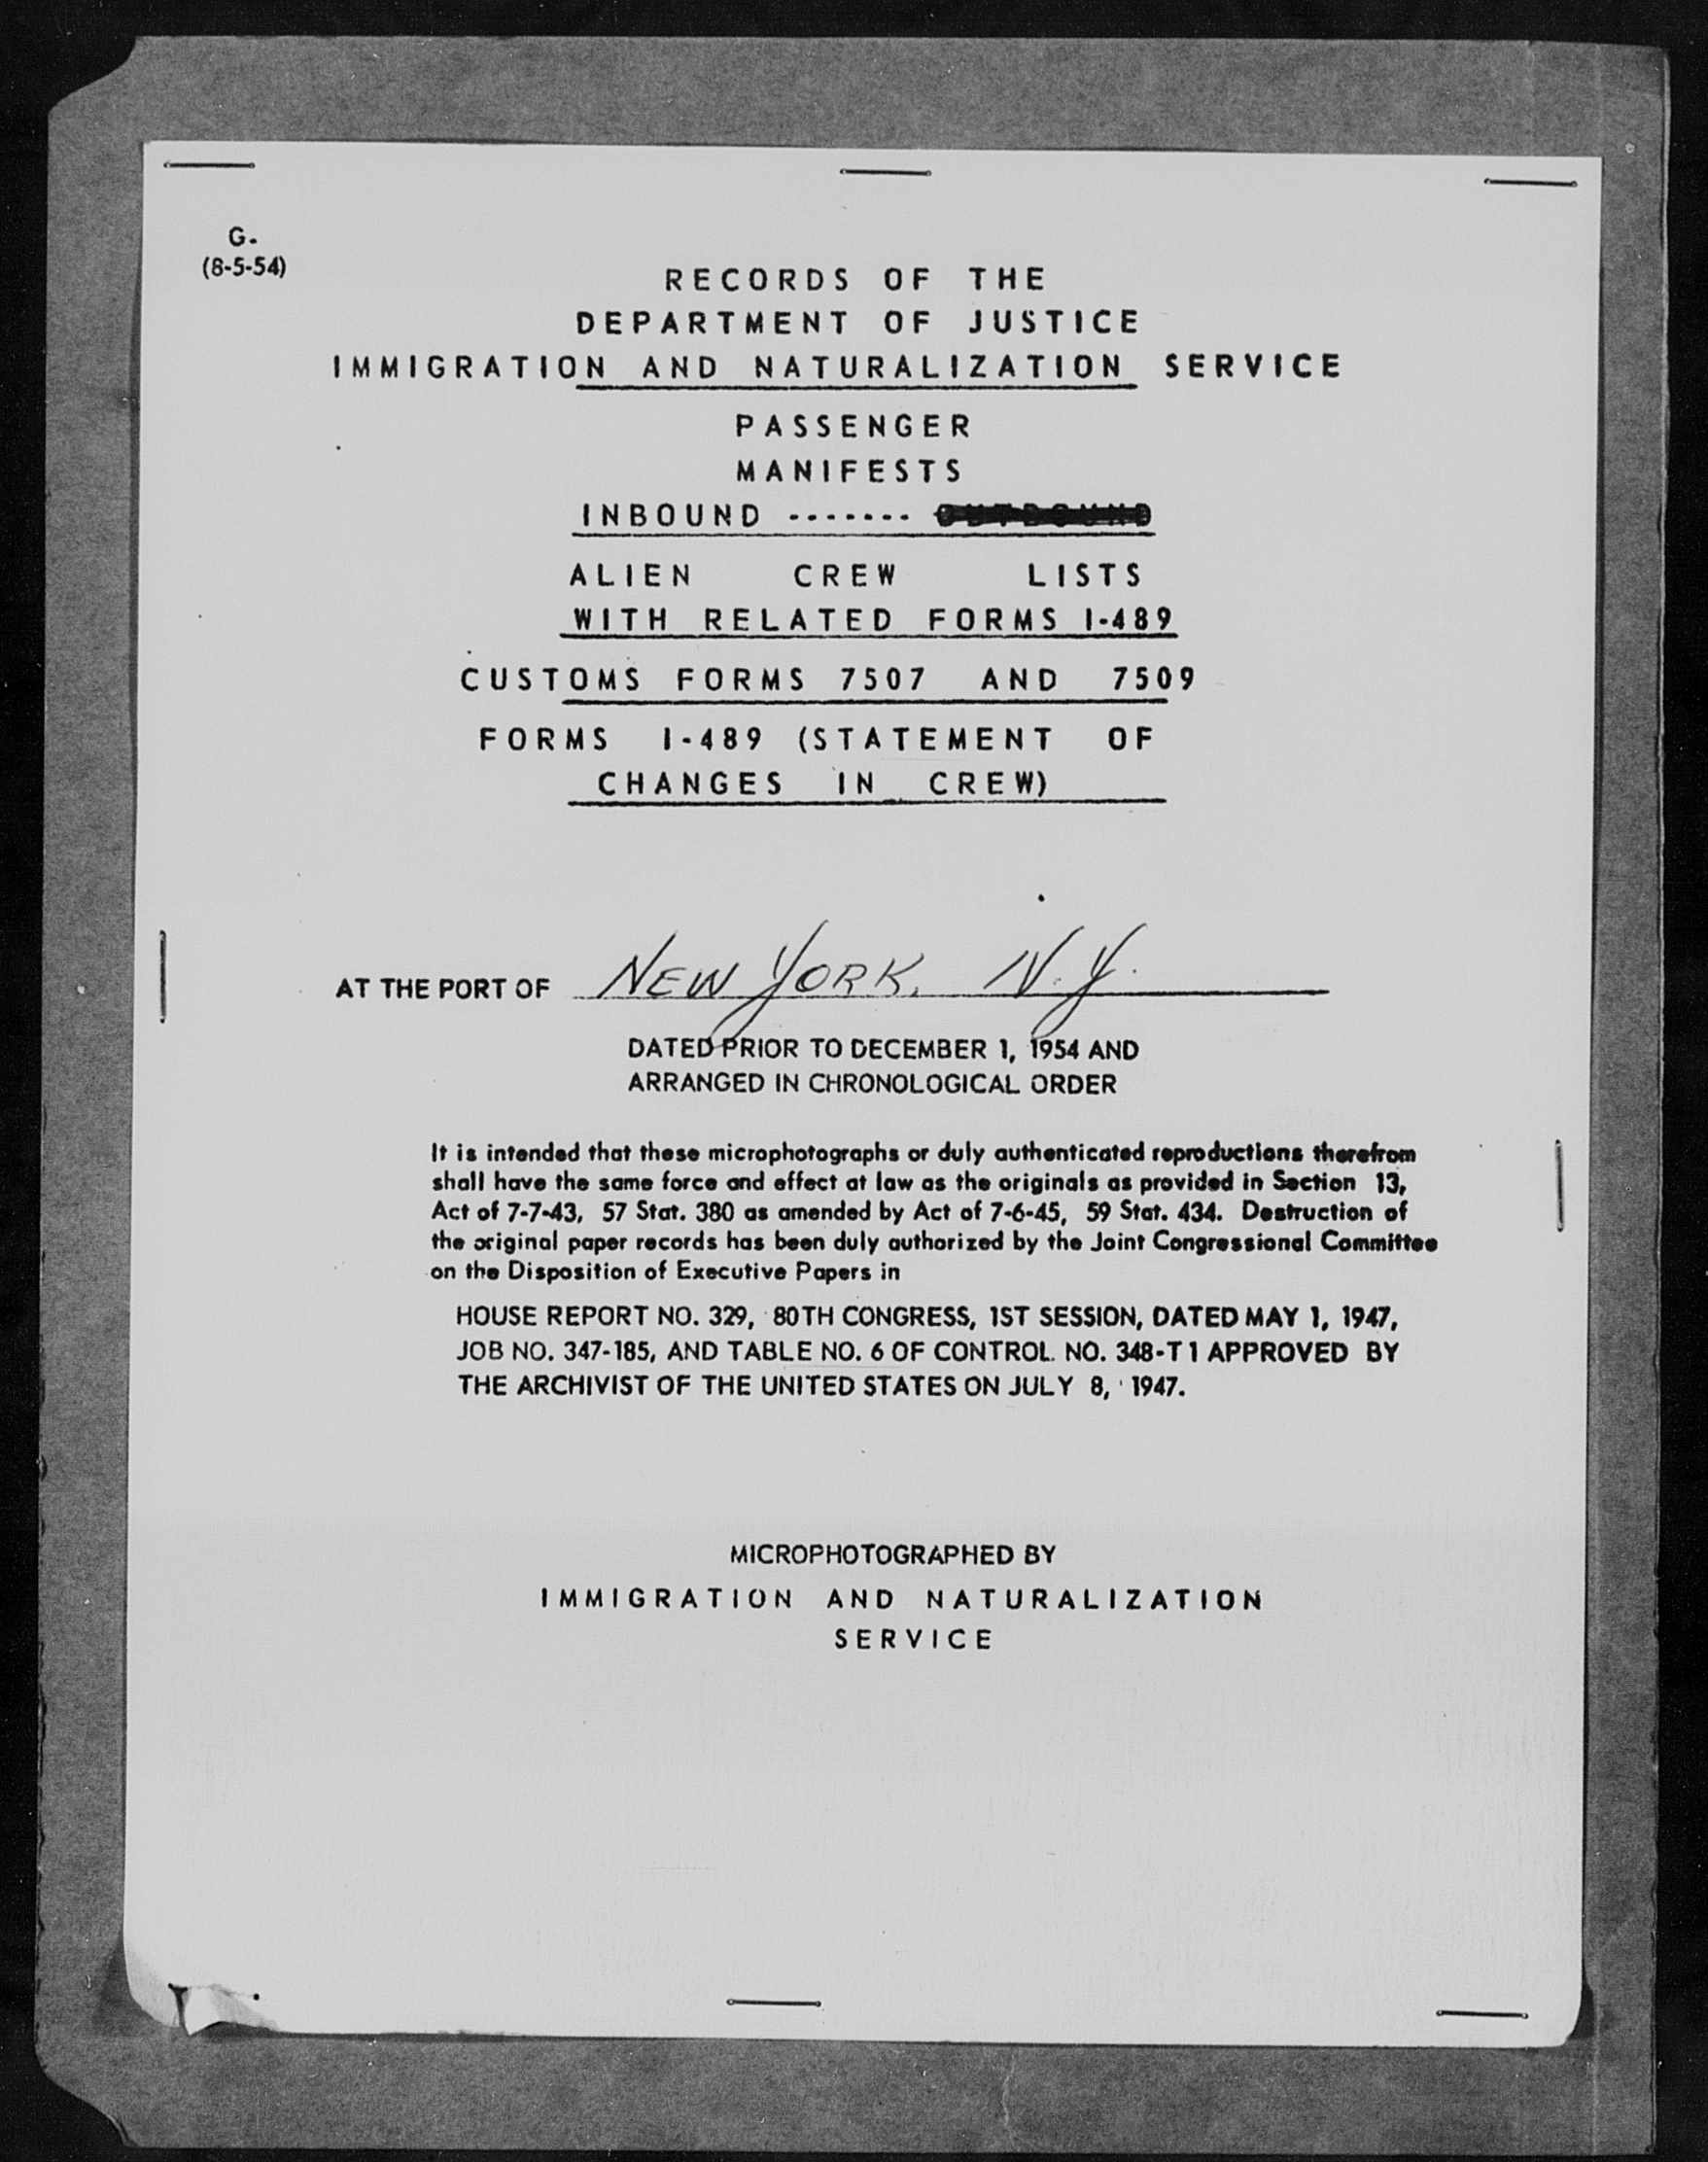 G.
(8-5-54)
RECORDS OF THE
DEPARTMENT OF JUSTICE
IMMIGRATION AND NATURALIZATION SERVICE
PASSENGER
MANIFESTS
INBOUND ------- OUTBOUND
ALIEN CREW LISTS
WITH RELATED FORMS I-489
CUSTOMS FORMS 7507 AND 7509
FORMS I-489 (STATEMENT OF
CHANGES IN CREW)
AT THE PORT OF NEW YORK, N.Y.
DATED PRIOR TO DECEMBER 1, 1954 AND
ARRANGED IN CHRONOLOGICAL ORDER
It is intended that these microphotographs or duly authenticated reproductions therefrom
shall have the same force and effect at law as the originals as provided in Section 13,
Act of 7-7-43, 57 Stat. 380 as amended by Act of 7-6-45, 59 Stat. 434. Destruction of
the original paper records has been duly authorized by the Joint Congressional Committee
on the Disposition of Executive Papers in
HOUSE REPORT NO. 329, 80TH CONGRESS, 1ST SESSION, DATED MAY 1, 1947,
JOB NO. 347-185, AND TABLE NO. 6 OF CONTROL NO. 348-T1 APPROVED BY
THE ARCHIVIST OF THE UNITED STATES ON JULY 8, 1947.
MICROPHOTOGRAPHED BY
IMMIGRATION AND NATURALIZATION
SERVICE